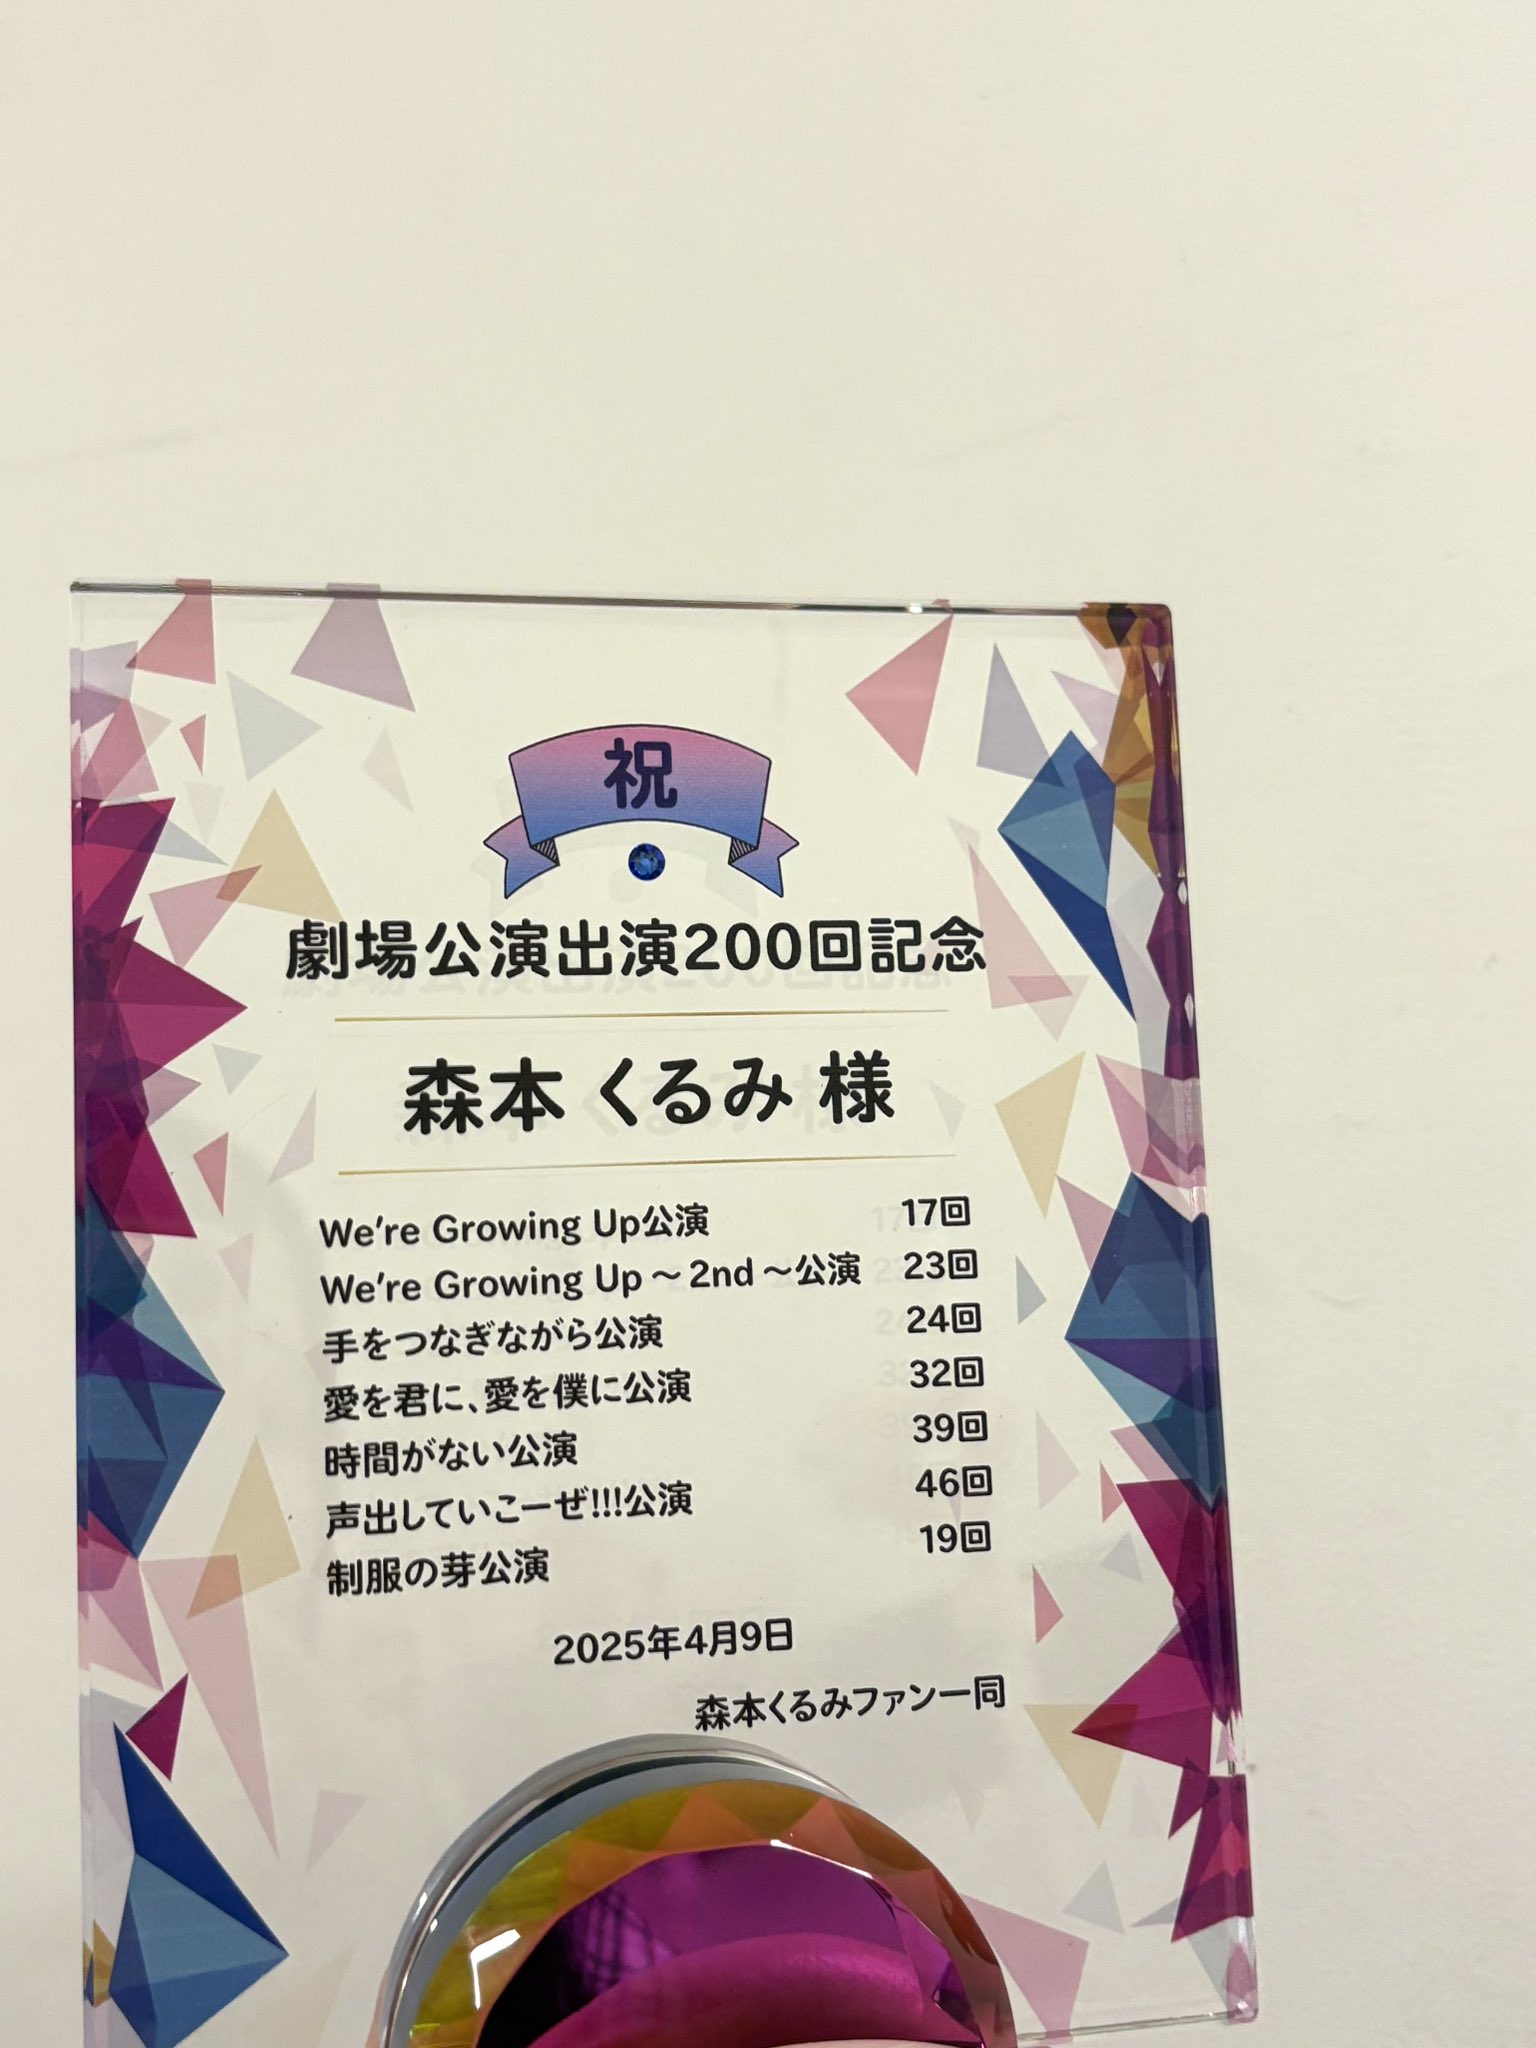 祝
劇場公演出演200回記念
森本 くるみ 様
We're Growing Up公演 17回
We're Growing Up～2nd～公演 23回
手をつなぎながら公演 24回
愛を君に、愛を僕に公演 32回
時間がない公演 39回
声出していこーぜ!!!公演 46回
制服の芽公演 19回
2025年4月9日
森本くるみファン一同